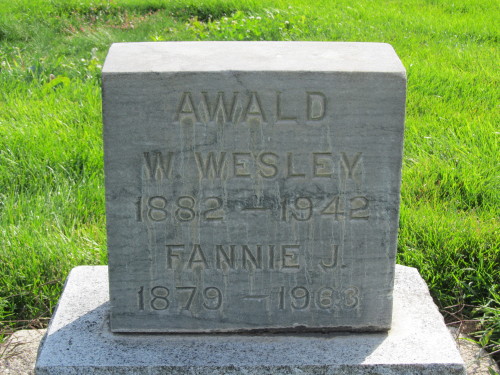 AWALD
W. WESLEY
1882 – 1942
FANNIE J.
1879 – 1963